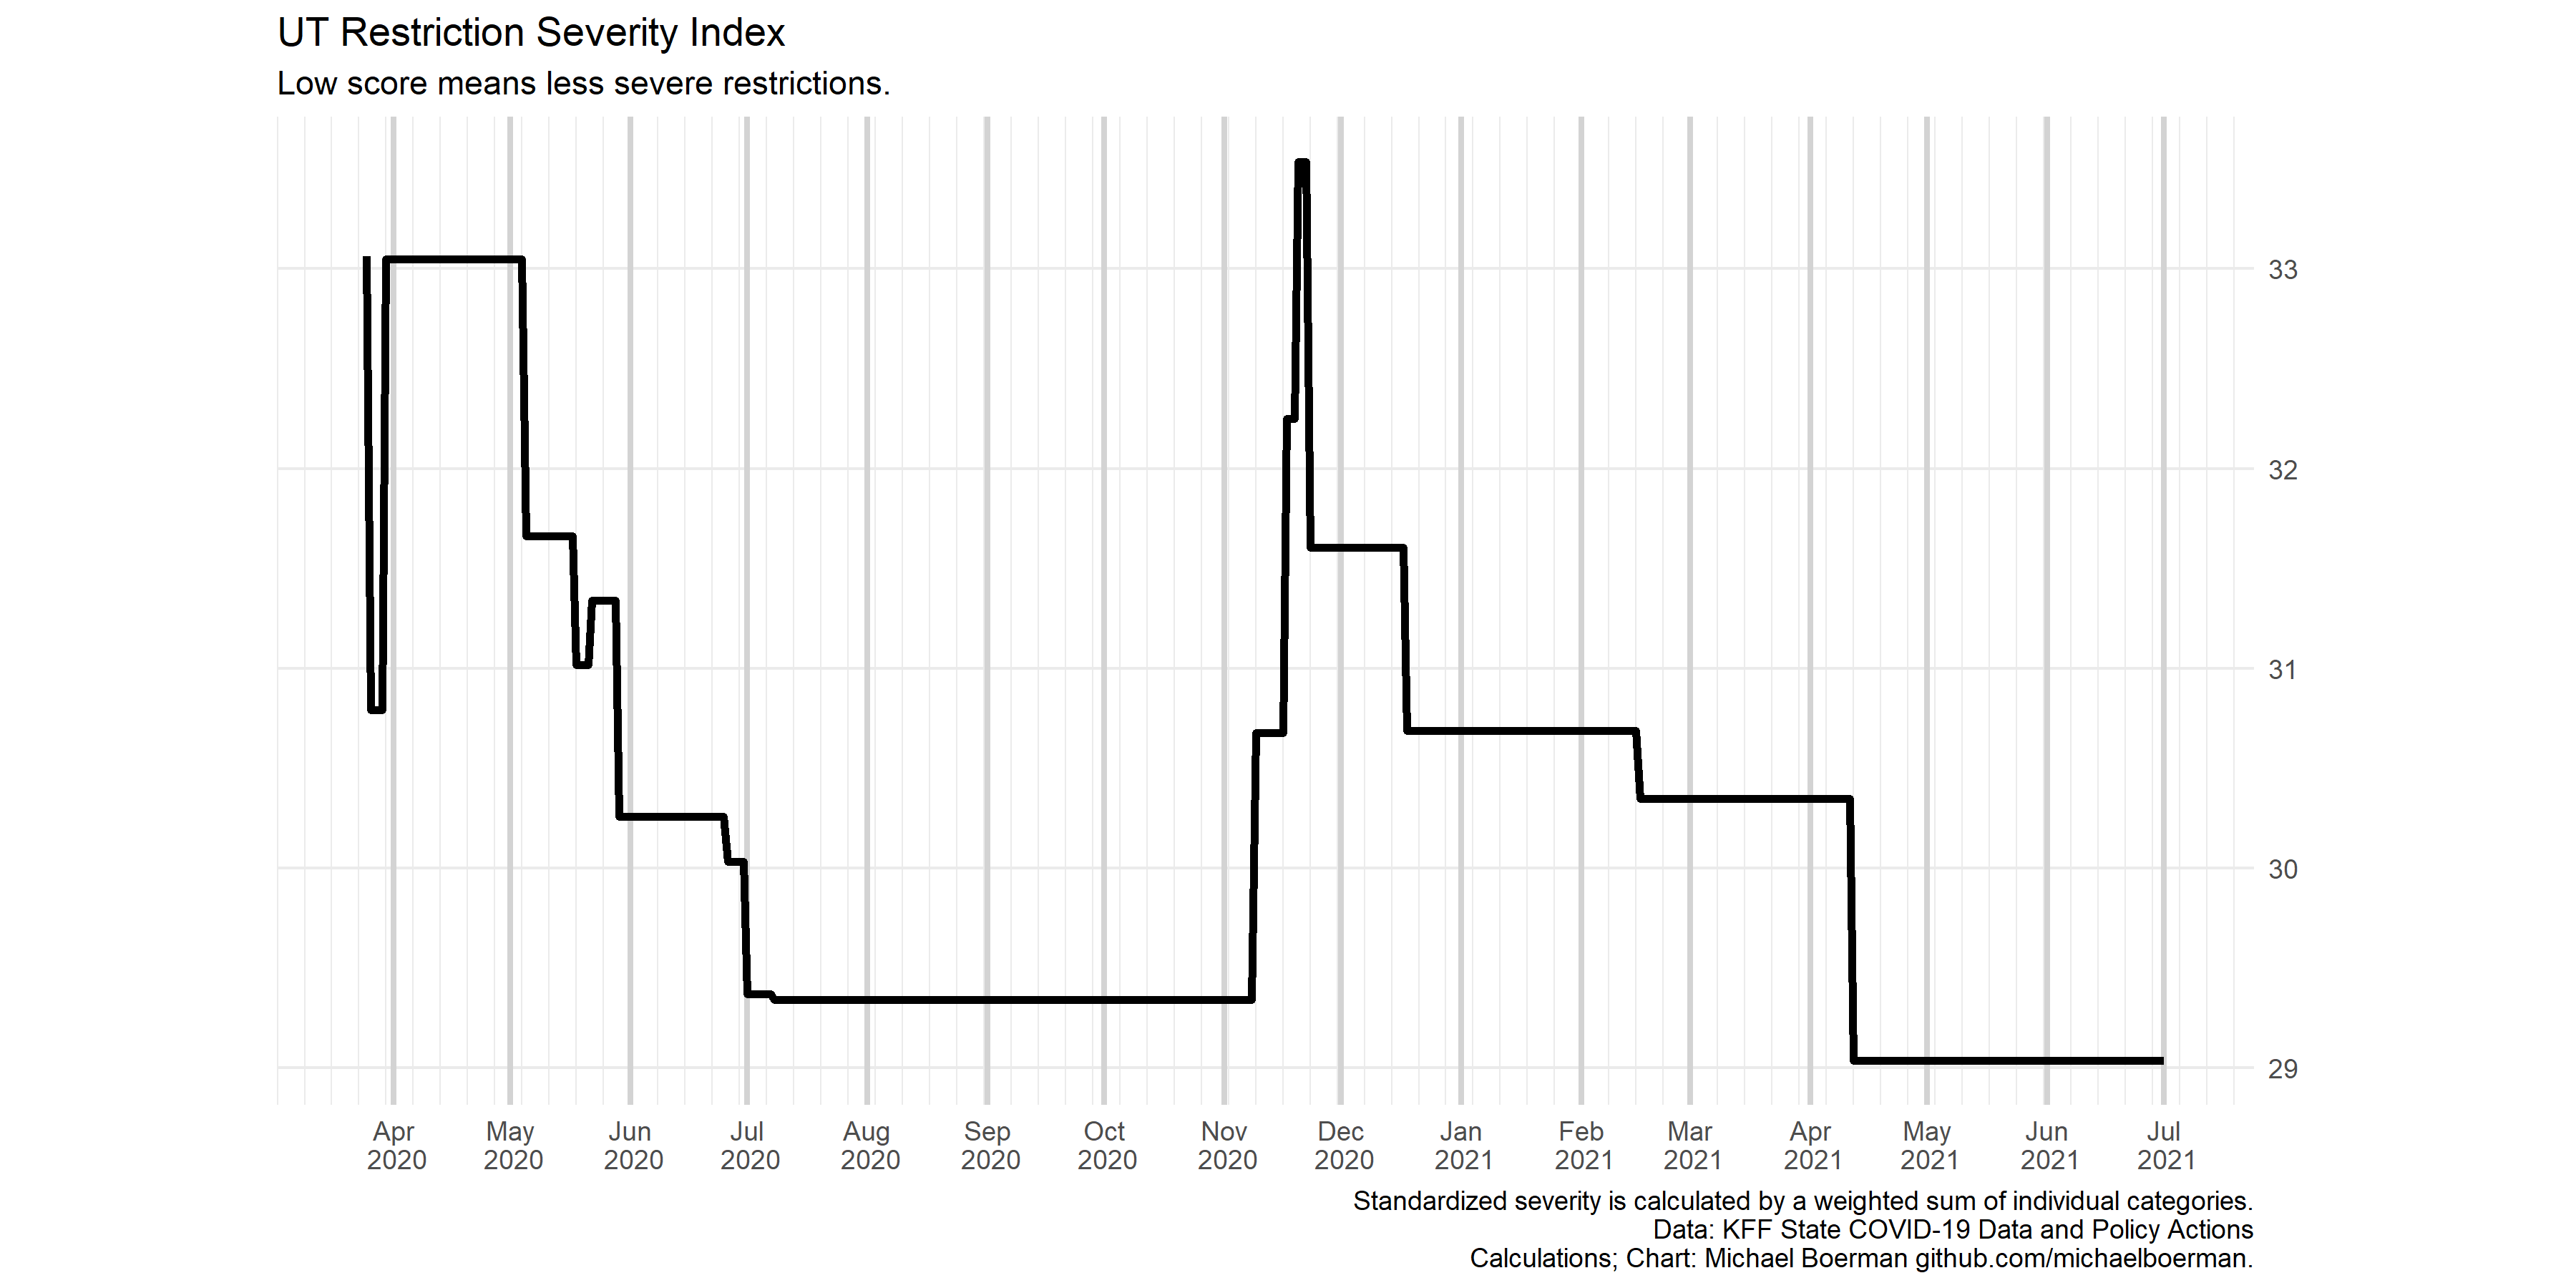 UT Restriction Severity Index
Low score means less severe restrictions.
33
32
31
30
29
Apr May Jun Jul Aug Sep Oct Nov Dec Jan Feb Mar Apr May Jun Jul
2020 2020 2020 2020 2020 2020 2020 2020 2020 2021 2021 2021 2021 2021 2021 2021
Standardized severity is calculated by a weighted sum of individual categories.
Data: KFF State COVID-19 Data and Policy Actions
Calculations; Chart: Michael Boerman github.com/michaelboerman.